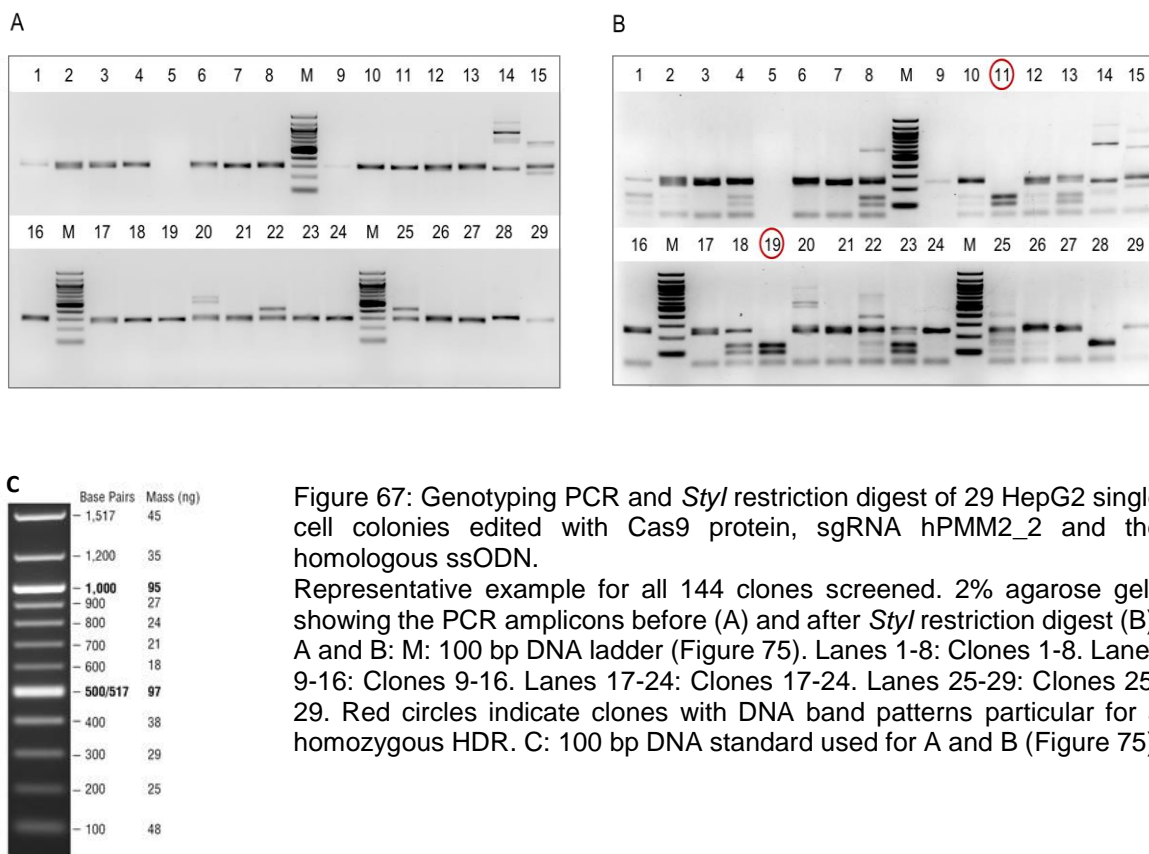 A
B
1 2 3 4 5 6 7 8 M 9 10 11 12 13 14 15
1 2 3 4 5 6 7 8 M 9 10 11 12 13 14 15
16 M 17 18 19 20 21 22 23 24 M 25 26 27 28 29
16 M 17 18 19 20 21 22 23 24 M 25 26 27 28 29
C
Base Pairs Mass (ng)
1,517 45
1,200 35
1,000 95
900 27
800 24
700 21
600 18
500/517 97
400 38
300 29
200 25
100 48
Figure 67: Genotyping PCR and StyI restriction digest of 29 HepG2 single
cell colonies edited with Cas9 protein, sgRNA hPMM2_2 and the
homologous ssODN.
Representative example for all 144 clones screened. 2% agarose gel
showing the PCR amplicons before (A) and after StyI restriction digest (B)
A and B: M: 100 bp DNA ladder (Figure 75). Lanes 1-8: Clones 1-8. Lane
9-16: Clones 9-16. Lanes 17-24: Clones 17-24. Lanes 25-29: Clones 25
29. Red circles indicate clones with DNA band patterns particular for
homozygous HDR. C: 100 bp DNA standard used for A and B (Figure 75)